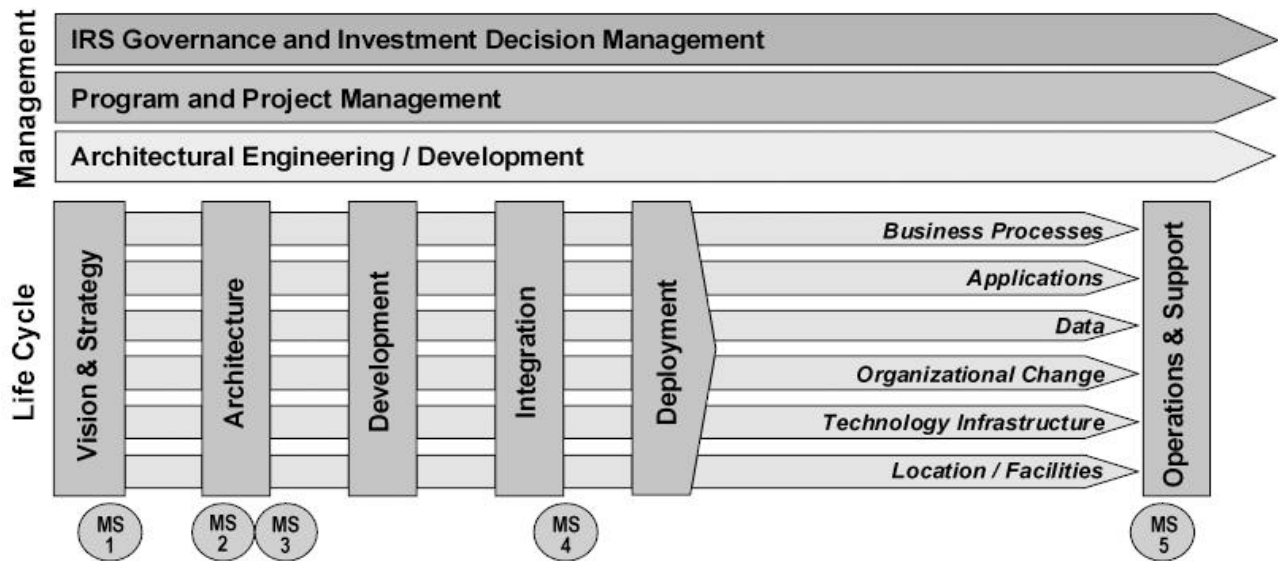 Management
IRS Governance and Investment Decision Management
Program and Project Management
Architectural Engineering / Development
Life Cycle
Vision & Strategy
Architecture
Development
Integration
Deployment
Business Processes
Applications
Data
Organizational Change
Technology Infrastructure
Location / Facilities
Operations & Support
MS
1
MS
2
MS
3
MS
4
MS
5